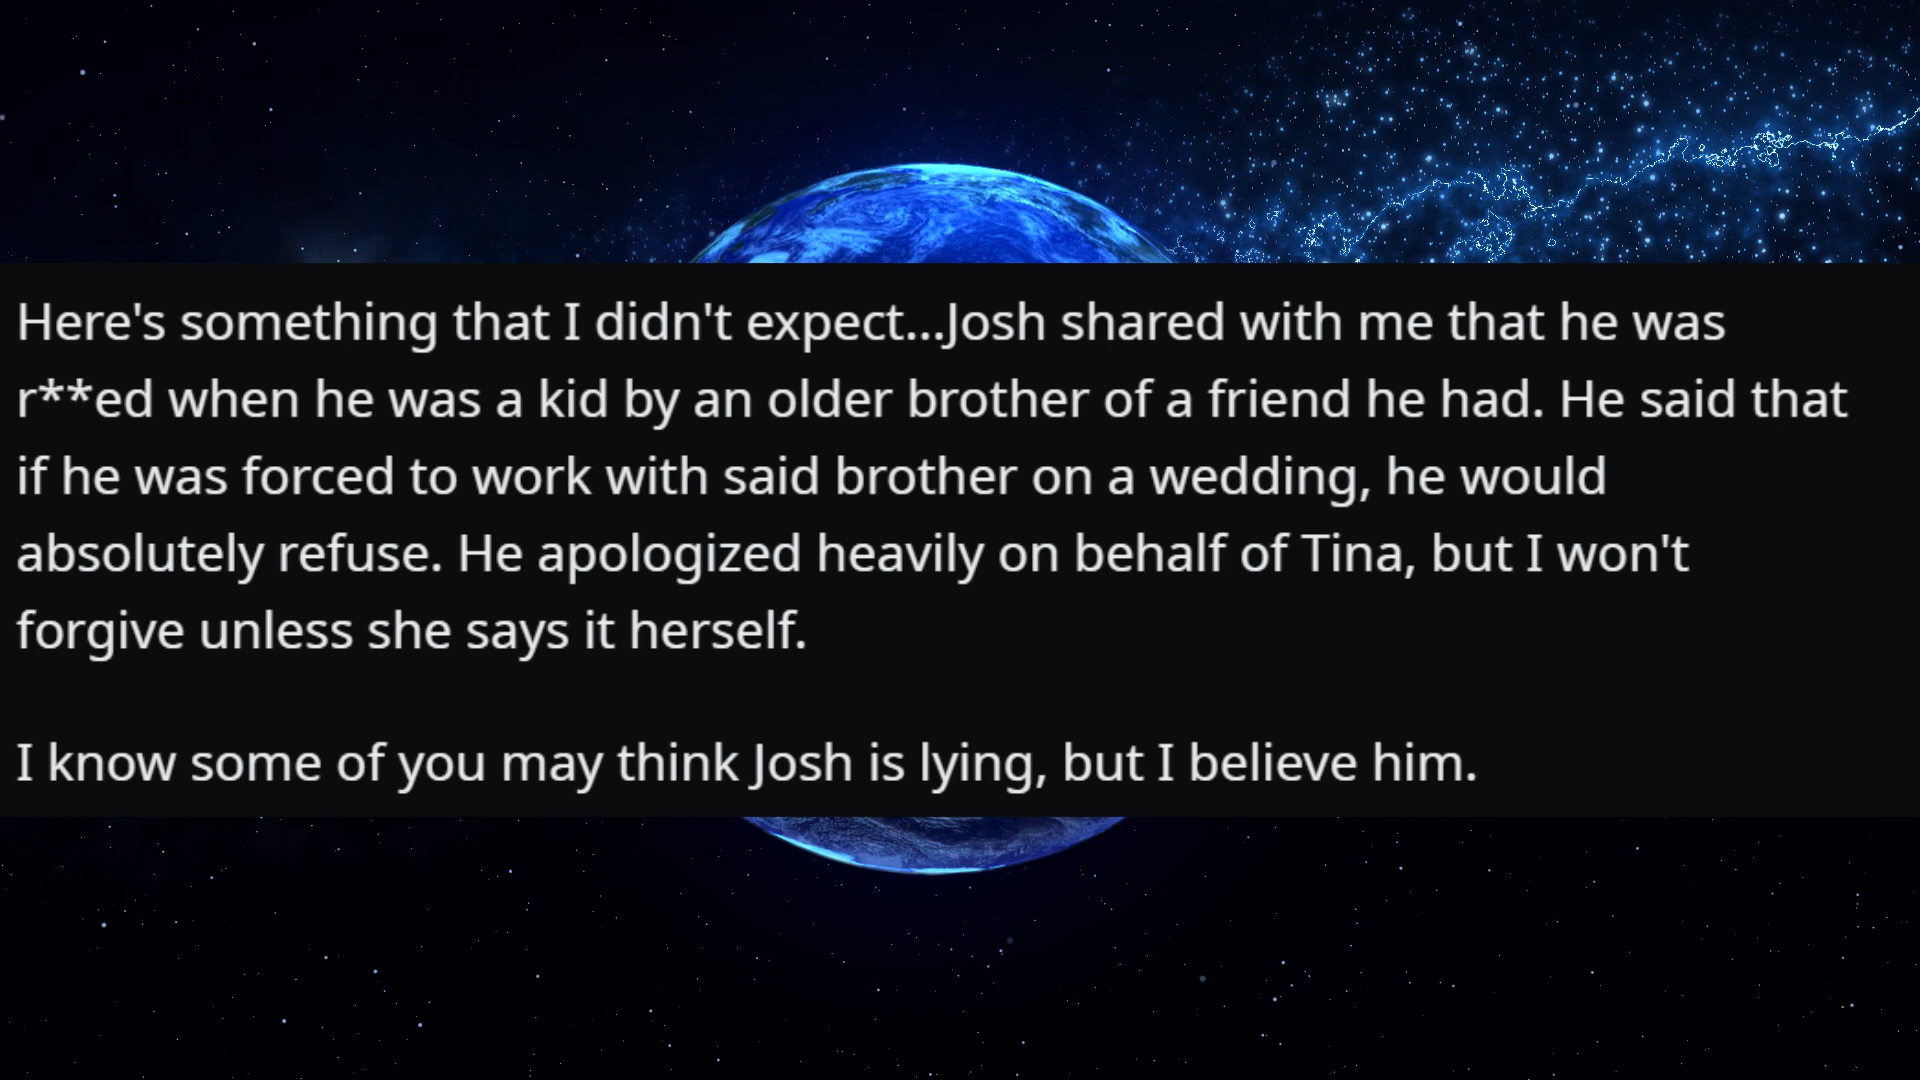 Here's something that I didn't expect...Josh shared with me that he was
r**ed when he was a kid by an older brother of a friend he had. He said that
if he was forced to work with said brother on a wedding, he would
absolutely refuse. He apologized heavily on behalf of Tina, but I won't
forgive unless she says it herself.
I know some of you may think Josh is lying, but I believe him.